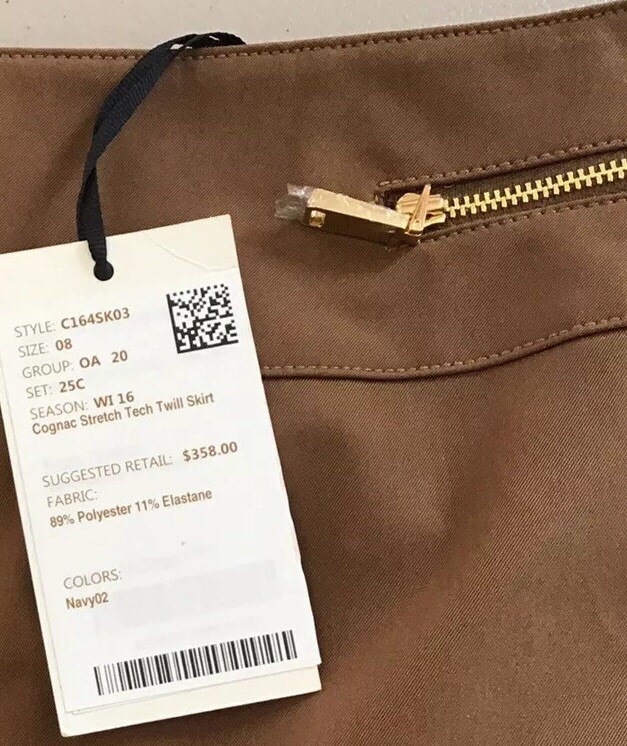 STYLE: C164SK03
SIZE: 08
GROUP: OA 20
SET: 25C
SEASON: WI 16
Cognac Stretch Tech Twill Skirt
SUGGESTED RETAIL: $358.00
FABRIC:
89% Polyester 11% Elastane
COLORS:
Navy02